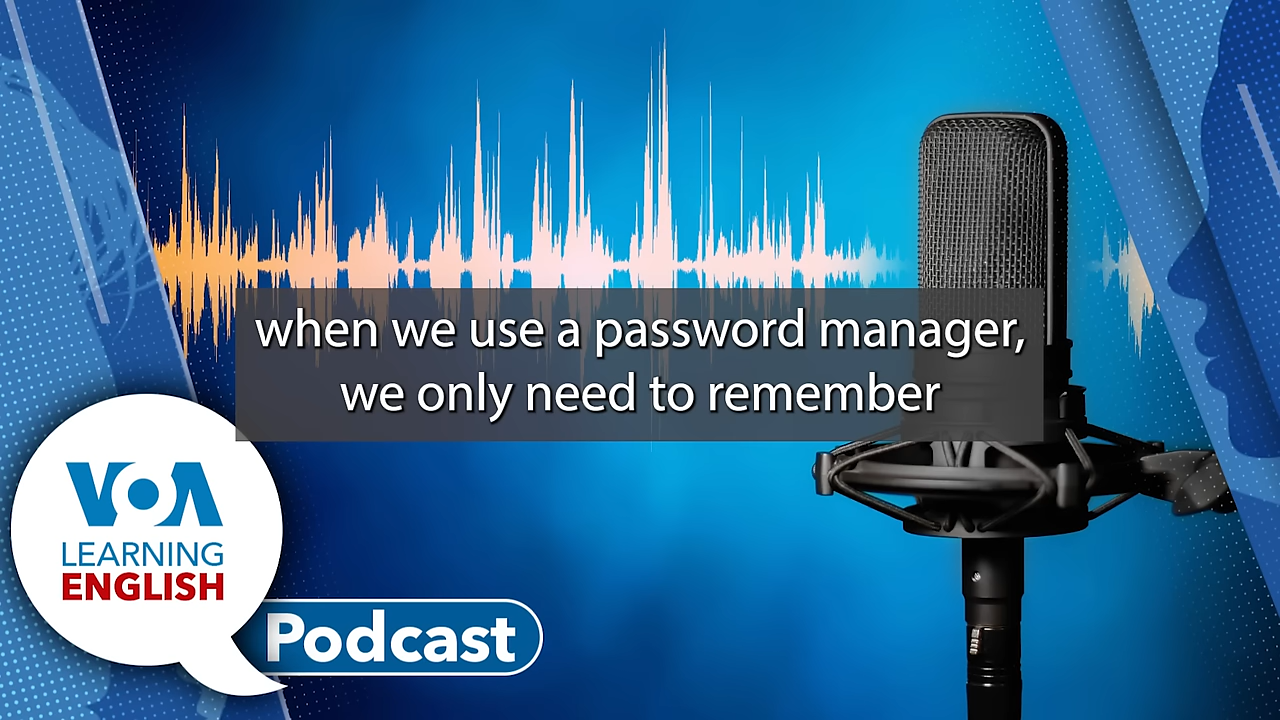 when we use a password manager,
we only need to remember
VOA
LEARNING
ENGLISH
Podcast